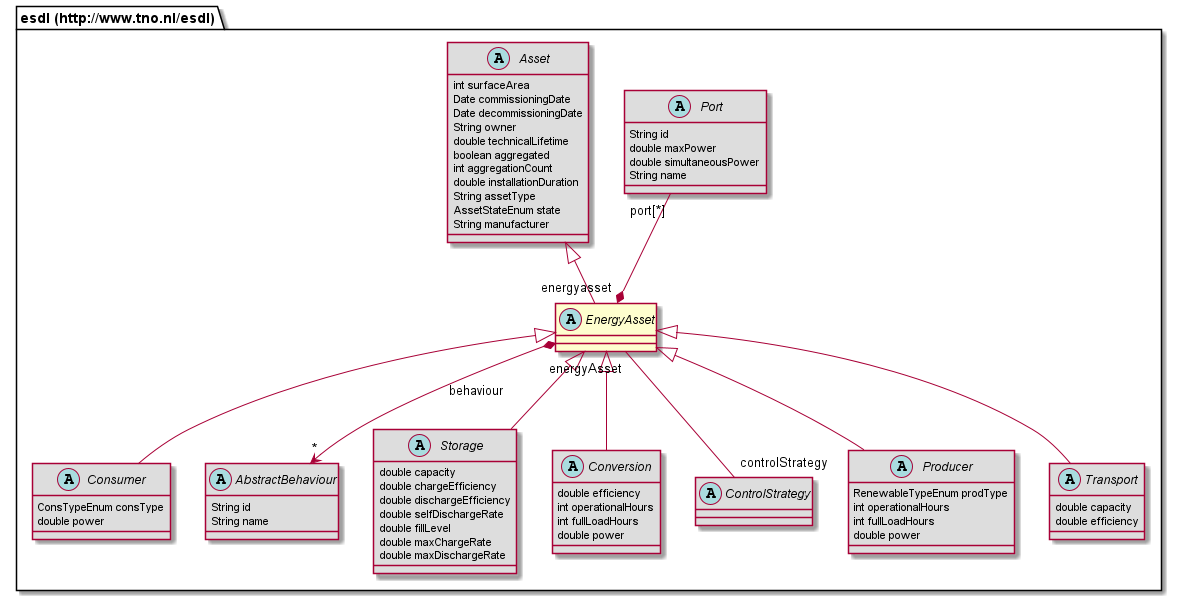 esdl (http://www.tno.nl/esdl)
A Asset
int surfaceArea
Date commissioningDate
Date decommissioningDate
String owner
double technicalLifetime
boolean aggregated
int aggregationCount
double installationDuration
String assetType
AssetStateEnum state
String manufacturer
A Port
String id
double maxPower
double simultaneousPower
String name
port[*]
energyasset
A EnergyAsset
energyAsset
behaviour
*
controlStrategy
A Consumer
ConsTypeEnum consType
double power
A AbstractBehaviour
String id
String name
A Storage
double capacity
double chargeEfficiency
double dischargeEfficiency
double selfDischargeRate
double fillLevel
double maxChargeRate
double maxDischargeRate
A Conversion
double efficiency
int operationalHours
int fullLoadHours
double power
A ControlStrategy
A Producer
RenewableTypeEnum prodType
int operationalHours
int fullLoadHours
double power
A Transport
double capacity
double efficiency